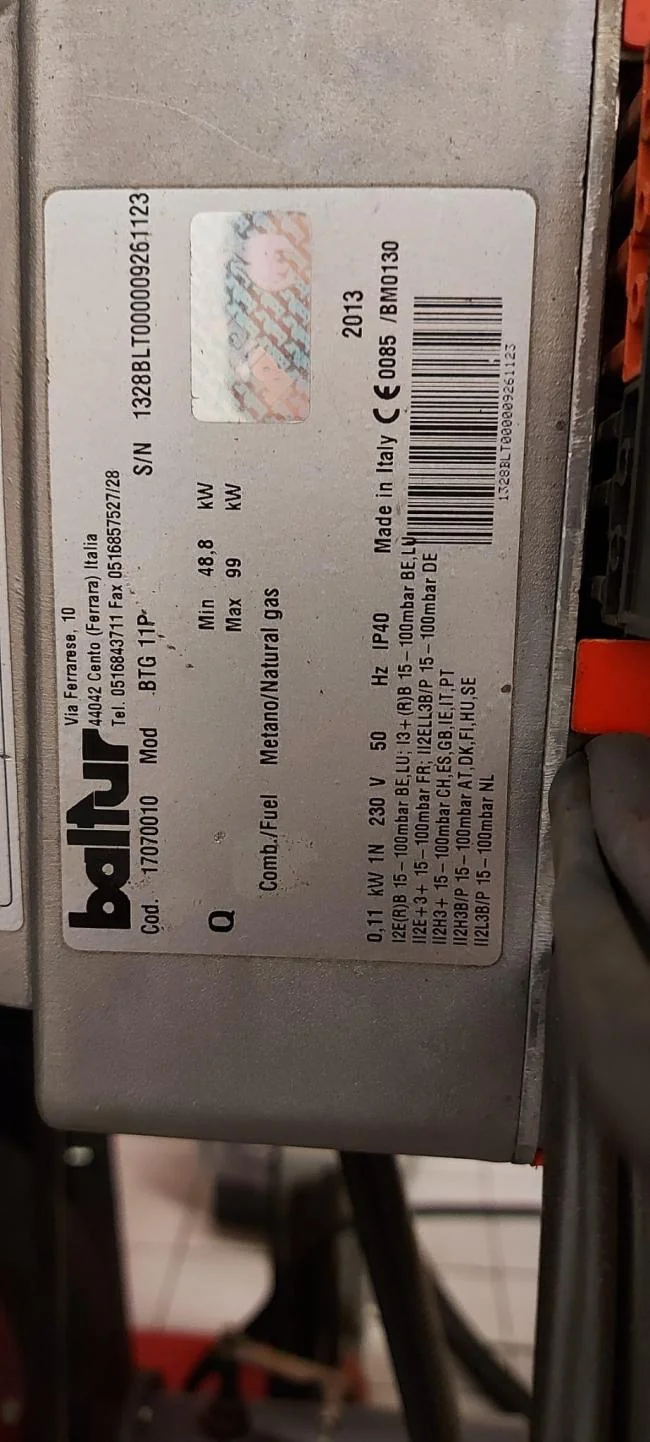 baltur
Via Ferrarese, 10
44042 Cento (Ferrara) Italia
Tel. 0516843711 Fax 0516857527/28
Cod. 17070010 Mod BTG 11P S/N 1328BLT000009261123
Q Min 48,8 kW
Max 99 kW
Comb./Fuel Metano/Natural gas
2013
0,11 kW 1N 230 V 50 Hz IP40 Made in Italy CE 0085 /BM0130
I2E(R)B 15-100mbar BE,LU; I3+(R)B 15-100mbar BE,LU
II2E+3+ 15-100mbar FR; II2ELL3B/P 15-100mbar DE
II2H3+ 15-100mbar CH,ES,GB,IE,IT,PT
II2H3B/P 15-100mbar AT,DK,FI,HU,SE
II2L3B/P 15-100mbar NL
1328BLT000009261123